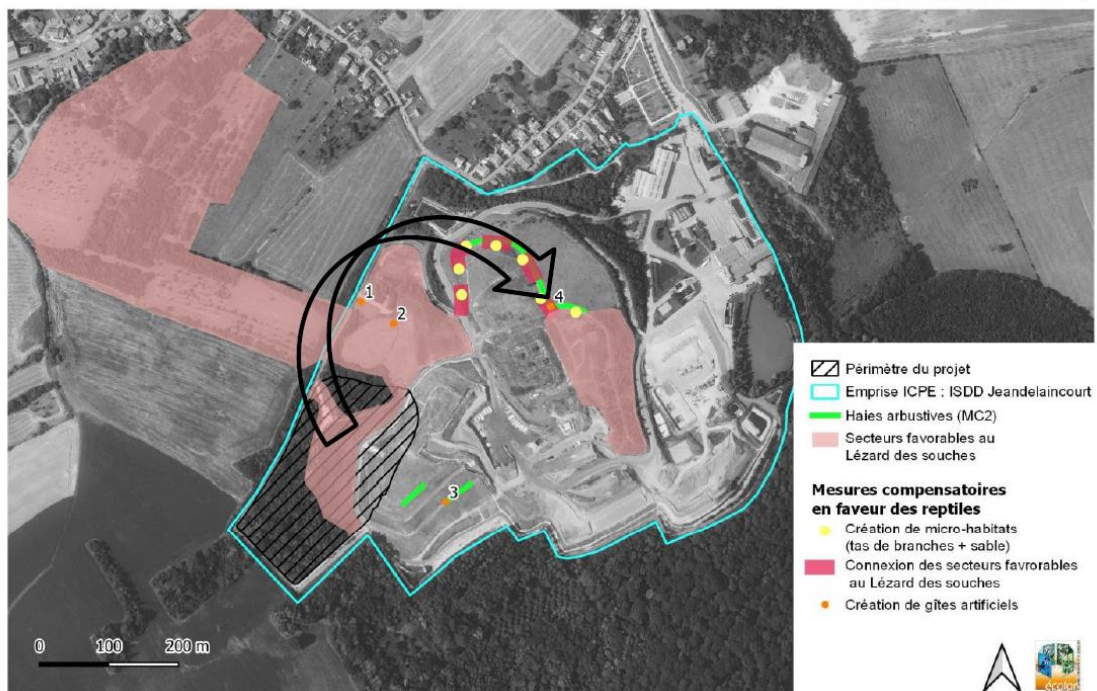 1
2
4
3
Périmètre du projet
Emprise ICPE : ISDD Jeandelaincourt
Haies arbustives (MC2)
Secteurs favorables au
Lézard des souches
Mesures compensatoires
en faveur des reptiles
Création de micro-habitats
(tas de branches + sable)
Connexion des secteurs favrorables
au Lézard des souches
Création de gîtes artificiels
0 100 200 m
écolor